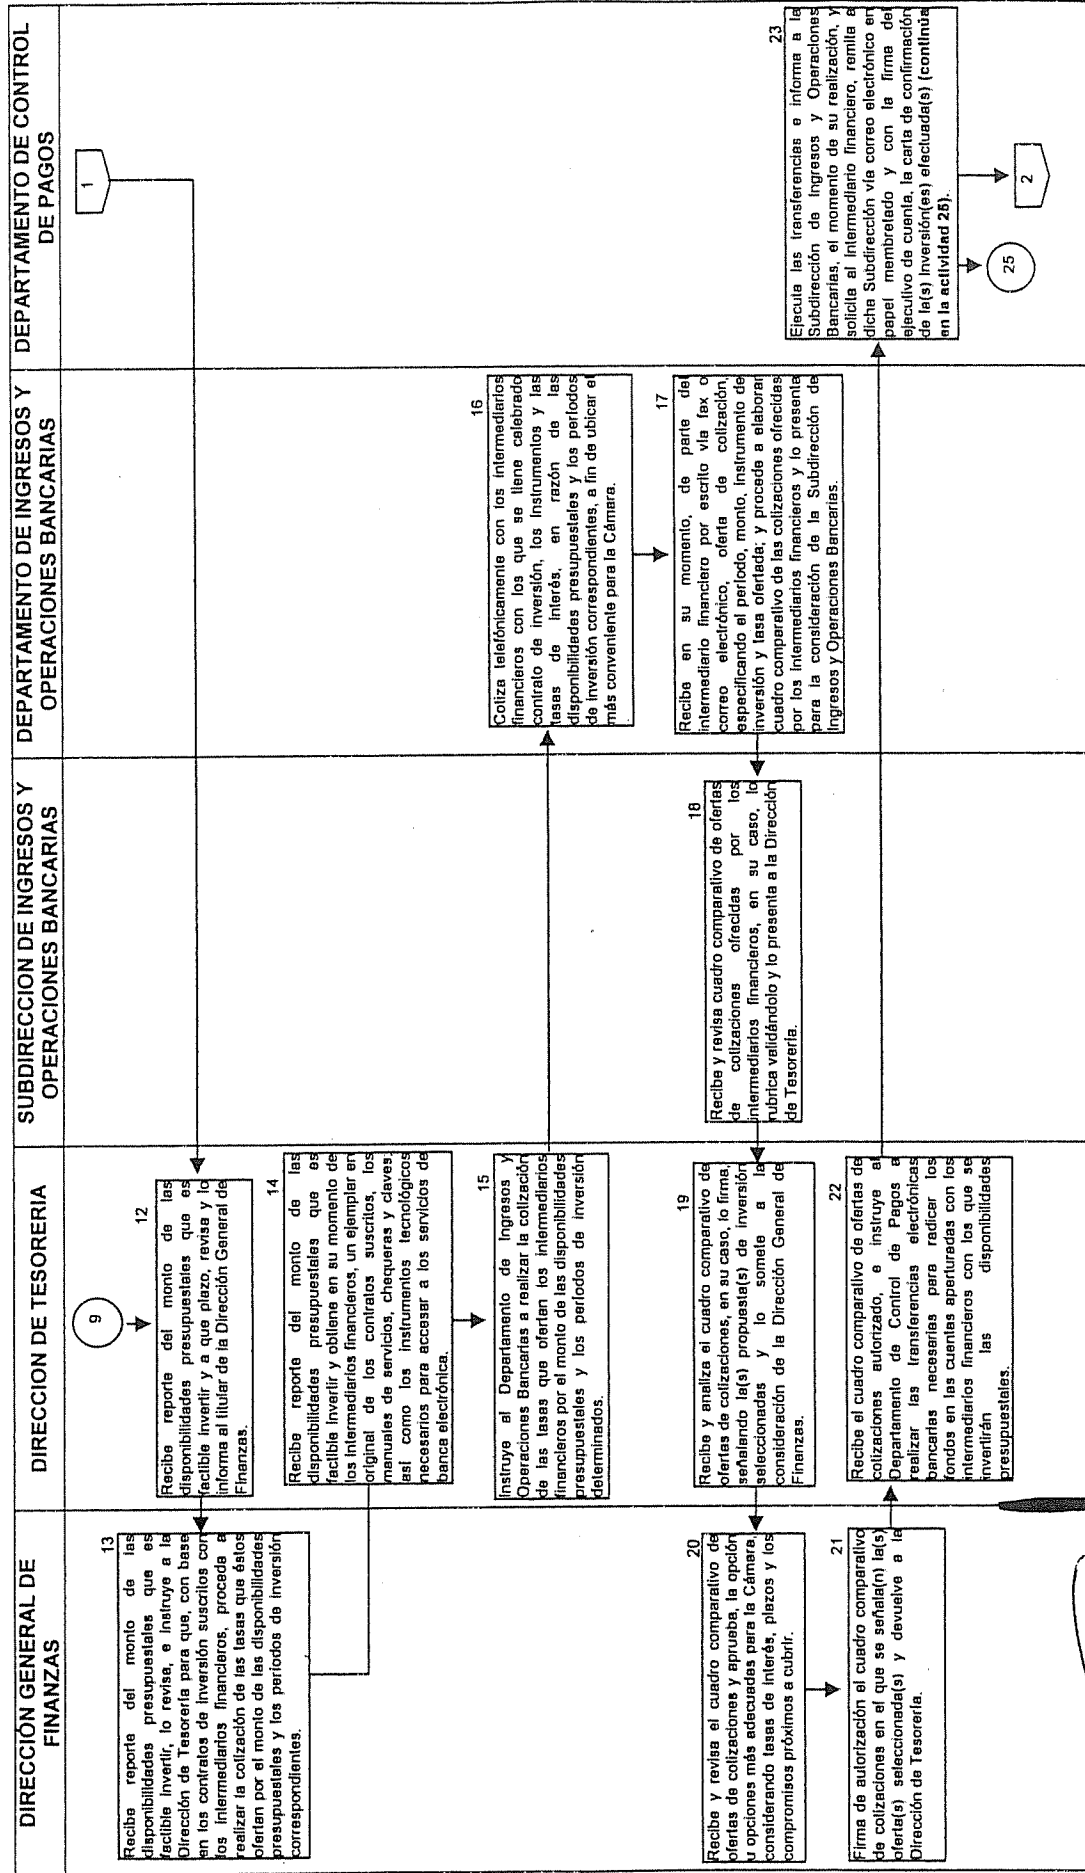 DIRECCIÓN GENERAL DE
FINANZAS
DIRECCION DE TESORERIA
SUBDIRECCION DE INGRESOS Y
OPERACIONES BANCARIAS
DEPARTAMENTO DE INGRESOS Y
OPERACIONES BANCARIAS
DEPARTAMENTO DE CONTROL
DE PAGOS
1
9
12
Recibe reporte del monto de las
disponibilidades presupuestales que es
factible invertir y a que plazo, revisa y lo
informa al titular de la Dirección General de
Finanzas.
13
Recibe reporte del monto de las
disponibilidades presupuestales que es
factible invertir, lo revisa, e instruye a la
Dirección de Tesorería para que, con base
en los contratos de inversión suscritos con
los intermediarios financieros, proceda a
realizar la cotización de las tasas que éstos
ofertan por el monto de las disponibilidades
presupuestales y los periodos de inversión
correspondientes.
14
Recibe reporte del monto de las
disponibilidades presupuestales que es
factible invertir y obtiene en su momento de
los intermediarios financieros, un ejemplar en
original de los contratos suscritos, los
manuales de servicios, chequeras y claves;
así como los instrumentos tecnológicos
necesarios para accesar a los servicios de
banca electrónica.
15
Instruye al Departamento de Ingresos y
Operaciones Bancarias a realizar la cotización
de las tasas que ofertan los intermediarios
financieros por el monto de las disponibilidades
presupuestales y los periodos de inversión
determinados.
16
Cotiza telefónicamente con los intermediarios
financieros con los que se tiene celebrado
contrato de inversión, los instrumentos y las
tasas de interés, en razón de las
disponibilidades presupuestales y los períodos
de inversión correspondientes, a fin de ubicar el
más conveniente para la Cámara.
17
Recibe en su momento, de parte del
intermediario financiero por escrito vía fax o
correo electrónico, oferta de cotización,
especificando el período, monto, instrumento de
inversión y tasa ofertada; y procede a elaborar
cuadro comparativo de las cotizaciones ofrecidas
por los intermediarios financieros y lo presenta
para la consideración de la Subdirección de
Ingresos y Operaciones Bancarias.
18
Recibe y revisa cuadro comparativo de ofertas
de cotizaciones ofrecidas por los
intermediarios financieros, en su caso, lo
rubrica validándolo y lo presenta a la Dirección
de Tesorería.
19
Recibe y analiza el cuadro comparativo de
ofertas de cotizaciones, en su caso, lo firma,
señalando la(s) propuesta(s) de inversión
seleccionadas y lo somete a la
consideración de la Dirección General de
Finanzas.
20
Recibe y revisa el cuadro comparativo de
ofertas de cotizaciones y aprueba, la opción
u opciones más adecuadas para la Cámara,
considerando tasas de interés, plazos y los
compromisos próximos a cubrir.
21
Firma de autorización el cuadro comparativo
de cotizaciones en el que se señala(n) la(s)
oferta(s) seleccionada(s) y devuelve a la
Dirección de Tesorería.
22
Recibe el cuadro comparativo de ofertas de
cotizaciones autorizado, e instruye al
Departamento de Control de Pagos a
realizar las transferencias electrónicas
bancarias necesarias para radicar los
fondos en las cuentas aperturadas con los
intermediarios financieros con los que se
invertirán las disponibilidades
presupuestales.
23
Ejecuta las transferencias e informa a la
Subdirección de Ingresos y Operaciones
Bancarias, el momento de su realización, y
solicita al intermediario financiero, remita a
dicha Subdirección vía correo electrónico en
papel membretado y con la firma del
ejecutivo de cuenta, la carta de confirmación
de la(s) inversión(es) efectuada(s) (continúa
en la actividad 25).
25
2